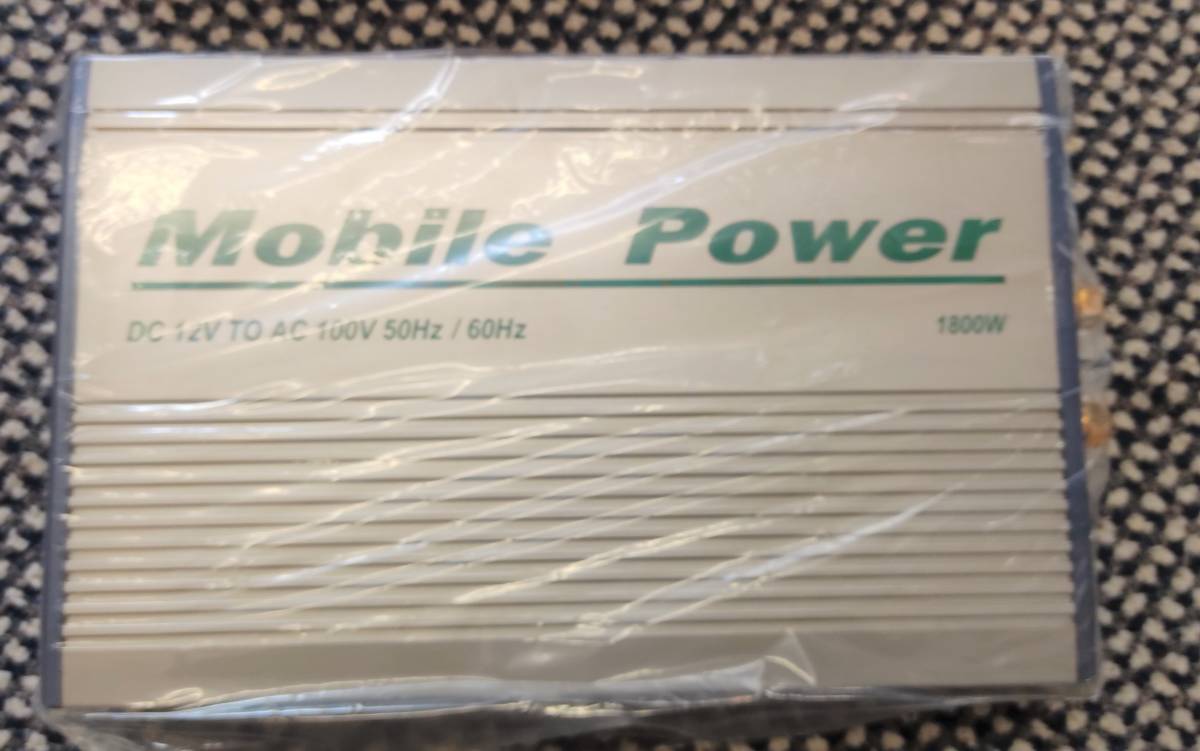 Mobile Power
DC 12V TO AC 100V 50Hz / 60Hz
1800W